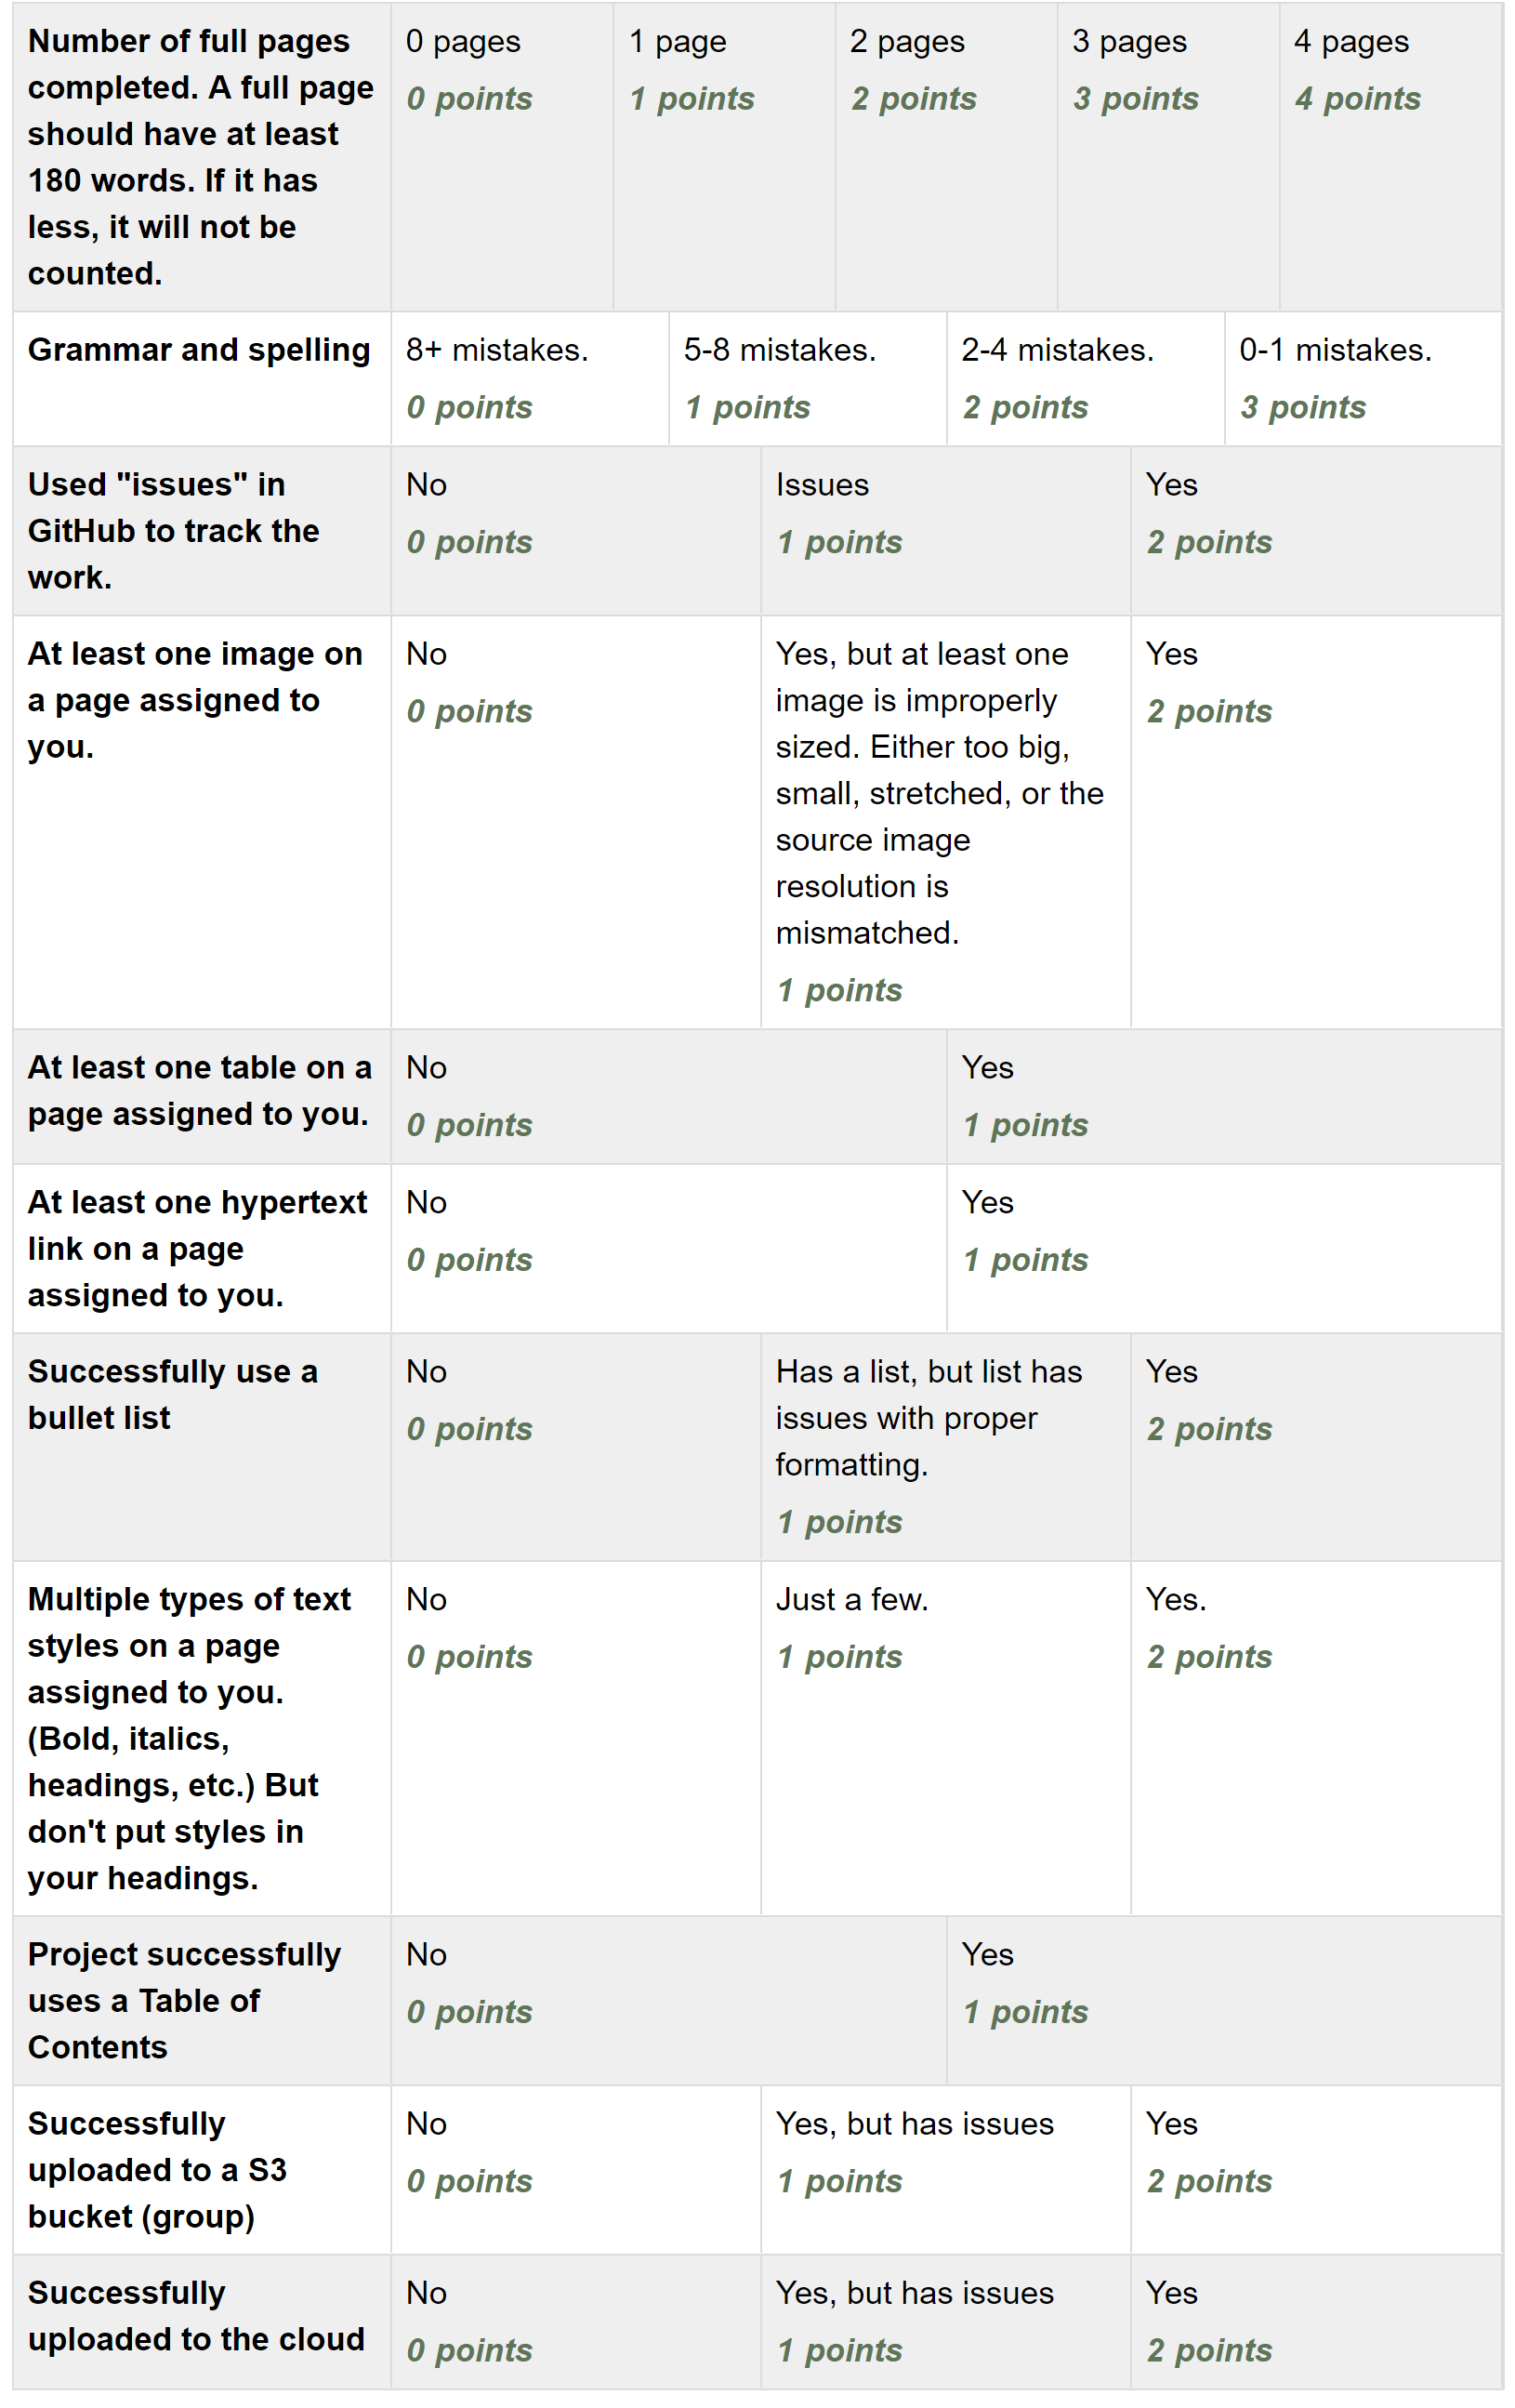 Number of full pages
completed. A full page
should have at least
180 words. If it has
less, it will not be
counted.
0 pages
0 points
1 page
1 points
2 pages
2 points
3 pages
3 points
4 pages
4 points
Grammar and spelling
8+ mistakes.
0 points
5-8 mistakes.
1 points
2-4 mistakes.
2 points
0-1 mistakes.
3 points
Used "issues" in
GitHub to track the
work.
No
0 points
Issues
1 points
Yes
2 points
At least one image on
a page assigned to
you.
No
0 points
Yes, but at least one
image is improperly
sized. Either too big,
small, stretched, or the
source image
resolution is
mismatched.
1 points
Yes
2 points
At least one table on a
page assigned to you.
No
0 points
Yes
1 points
At least one hypertext
link on a page
assigned to you.
No
0 points
Yes
1 points
Successfully use a
bullet list
No
0 points
Has a list, but list has
issues with proper
formatting.
1 points
Yes
2 points
Multiple types of text
styles on a page
assigned to you.
(Bold, italics,
headings, etc.) But
don't put styles in
your headings.
No
0 points
Just a few.
1 points
Yes.
2 points
Project successfully
uses a Table of
Contents
No
0 points
Yes
1 points
Successfully
uploaded to a S3
bucket (group)
No
0 points
Yes, but has issues
1 points
Yes
2 points
Successfully
uploaded to the cloud
No
0 points
Yes, but has issues
1 points
Yes
2 points